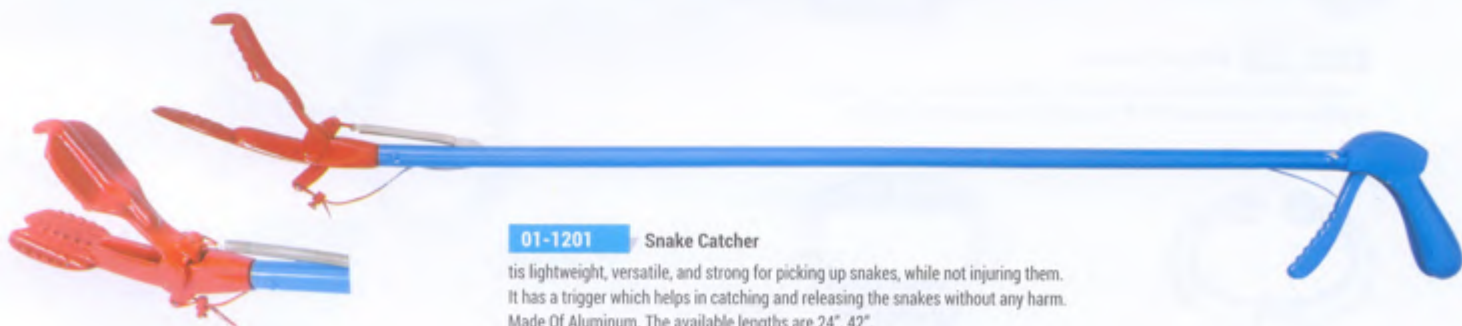 01-1201 Snake Catcher
tis lightweight, versatile, and strong for picking up snakes, while not injuring them.
It has a trigger which helps in catching and releasing the snakes without any harm.
Made Of Aluminum. The available lengths are 24", 42"